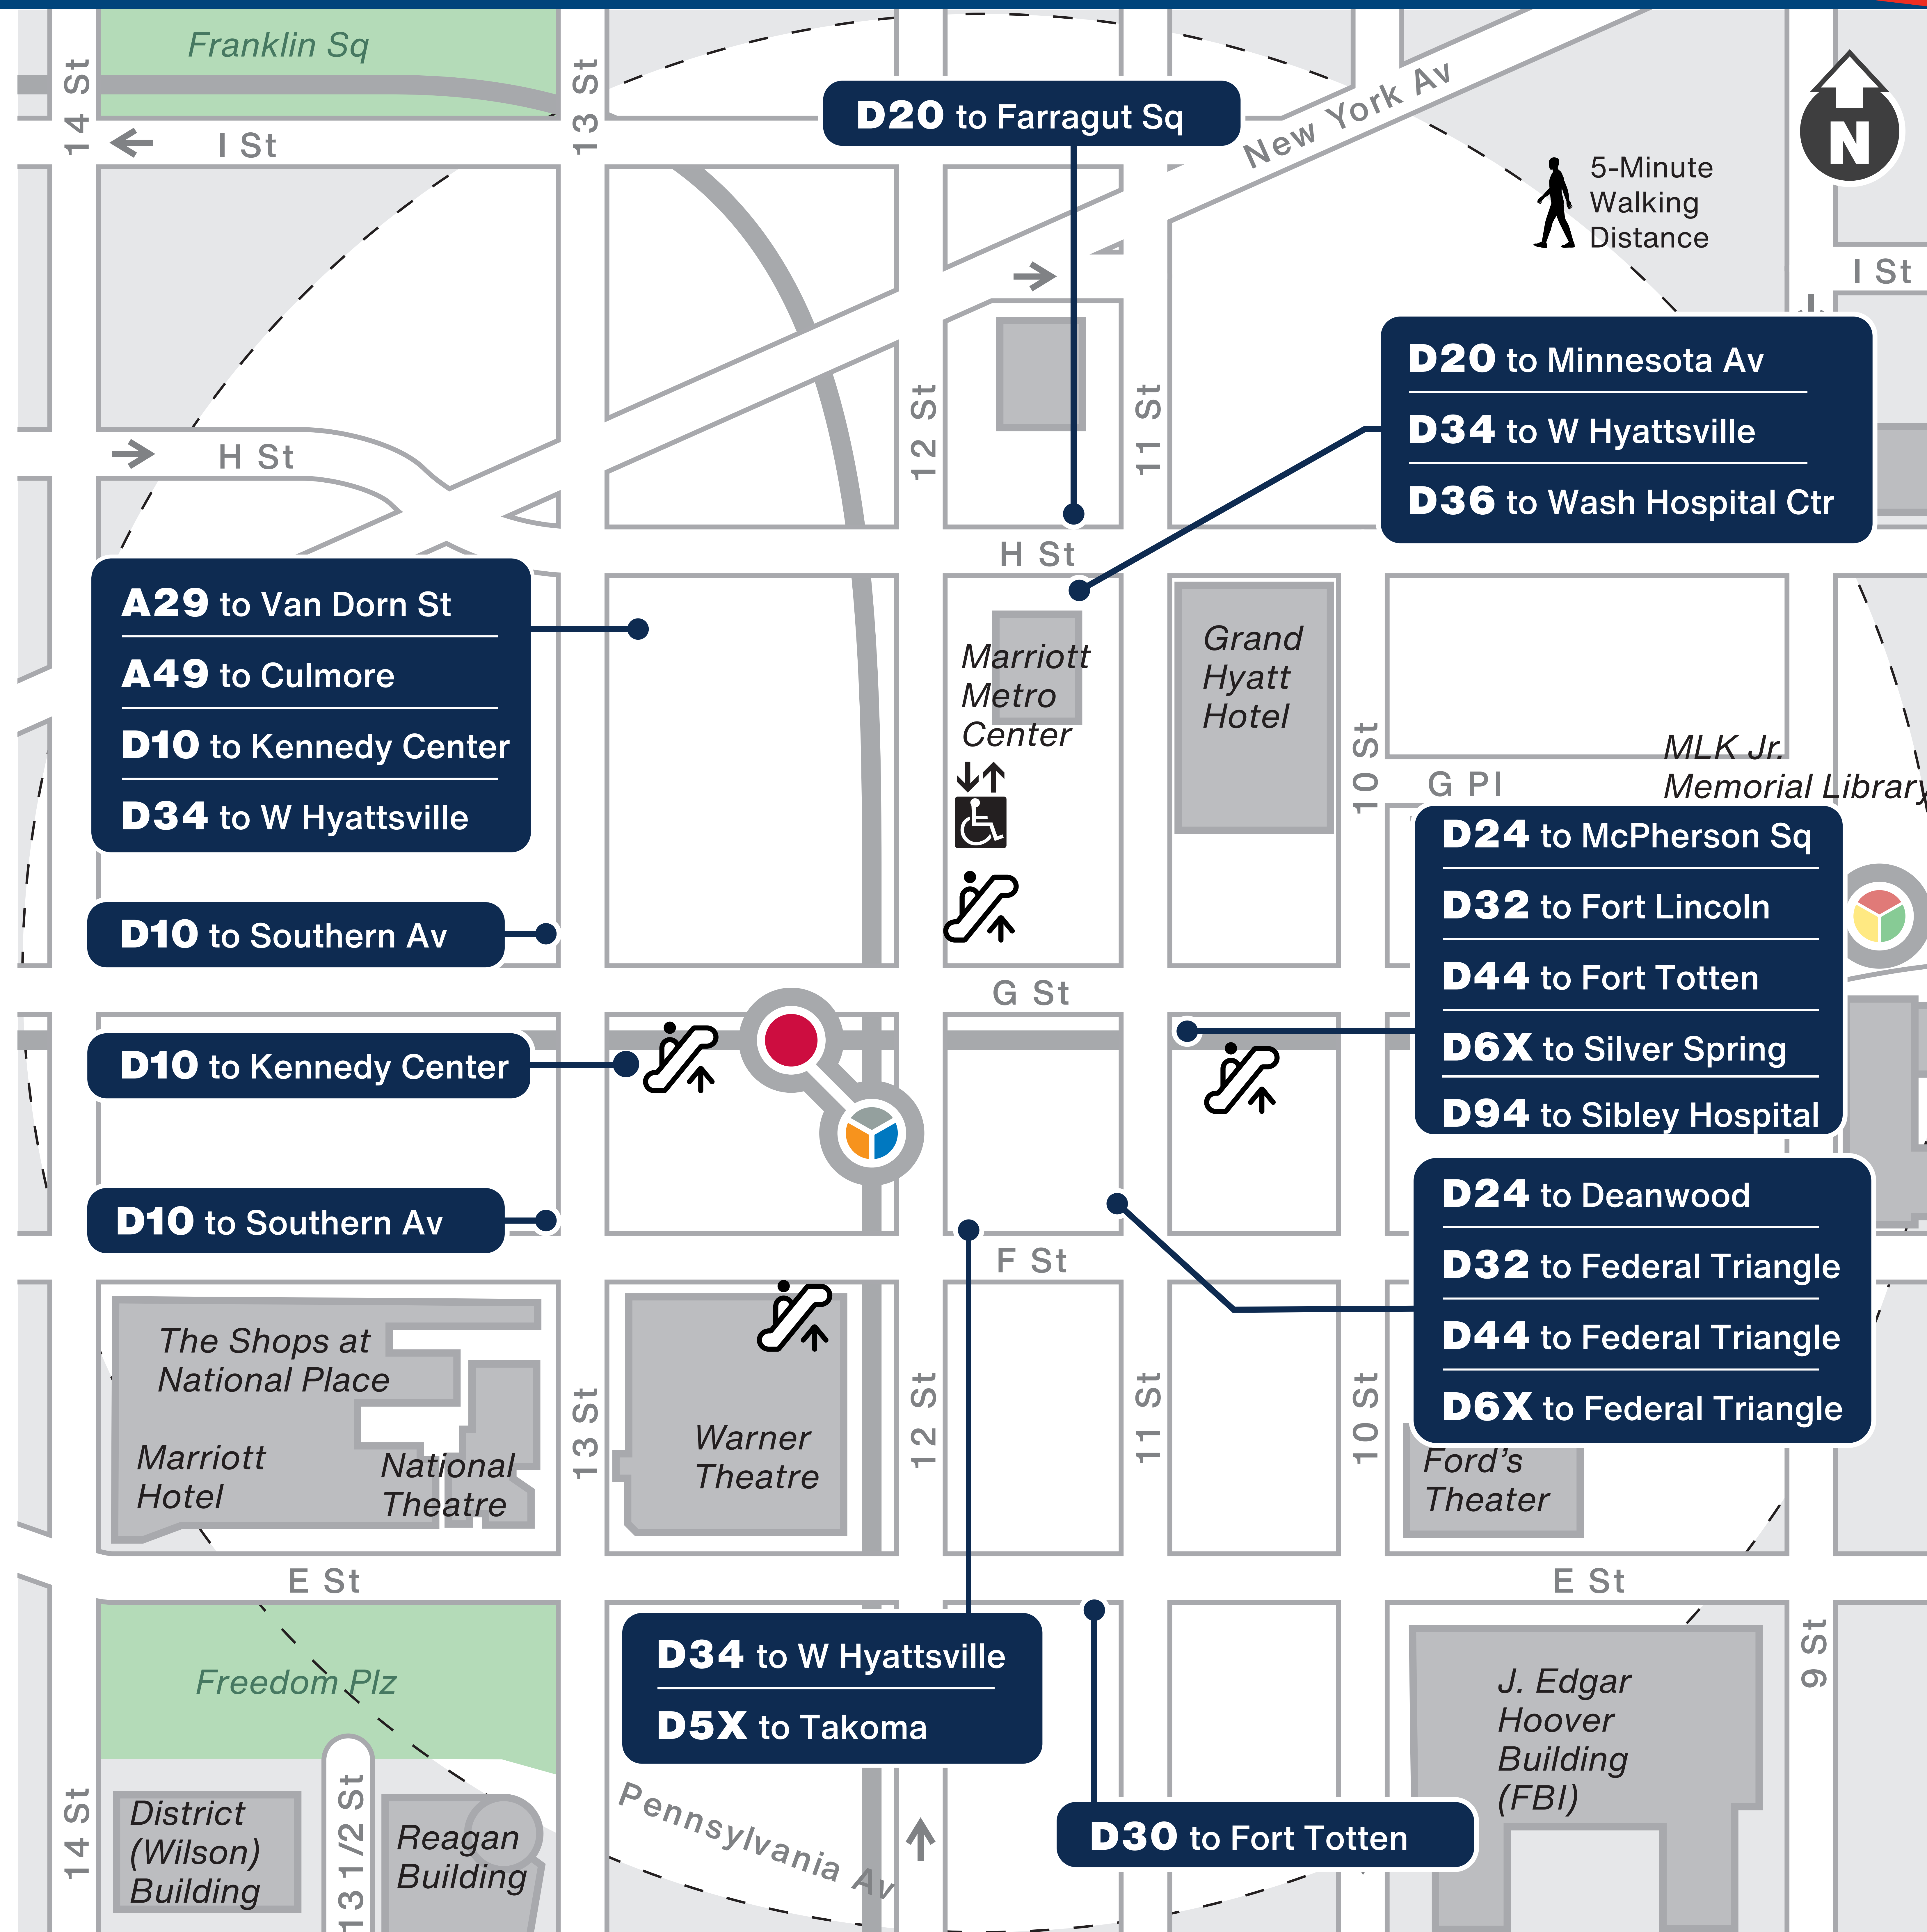 Franklin Sq
14 St
13 St
I St
D20 to Farragut Sq
New York Av
N
5-Minute
Walking
Distance
I St
D20 to Minnesota Av
D34 to W Hyattsville
D36 to Wash Hospital Ctr
12 St
11 St
H St
H St
A29 to Van Dorn St
A49 to Culmore
D10 to Kennedy Center
D34 to W Hyattsville
Marriott
Metro
Center
Grand
Hyatt
Hotel
10 St
G Pl
MLK Jr.
Memorial Library
D24 to McPherson Sq
D32 to Fort Lincoln
D44 to Fort Totten
D6X to Silver Spring
D94 to Sibley Hospital
D10 to Southern Av
G St
D10 to Kennedy Center
D10 to Southern Av
D24 to Deanwood
D32 to Federal Triangle
D44 to Federal Triangle
D6X to Federal Triangle
F St
The Shops at
National Place
Marriott
Hotel
National
Theatre
13 St
Warner
Theatre
12 St
11 St
10 St
Ford's
Theater
E St
E St
Freedom Plz
D34 to W Hyattsville
D5X to Takoma
9 St
J. Edgar
Hoover
Building
(FBI)
14 St
District
(Wilson)
Building
13 1/2 St
Reagan
Building
Pennsylvania Av
D30 to Fort Totten